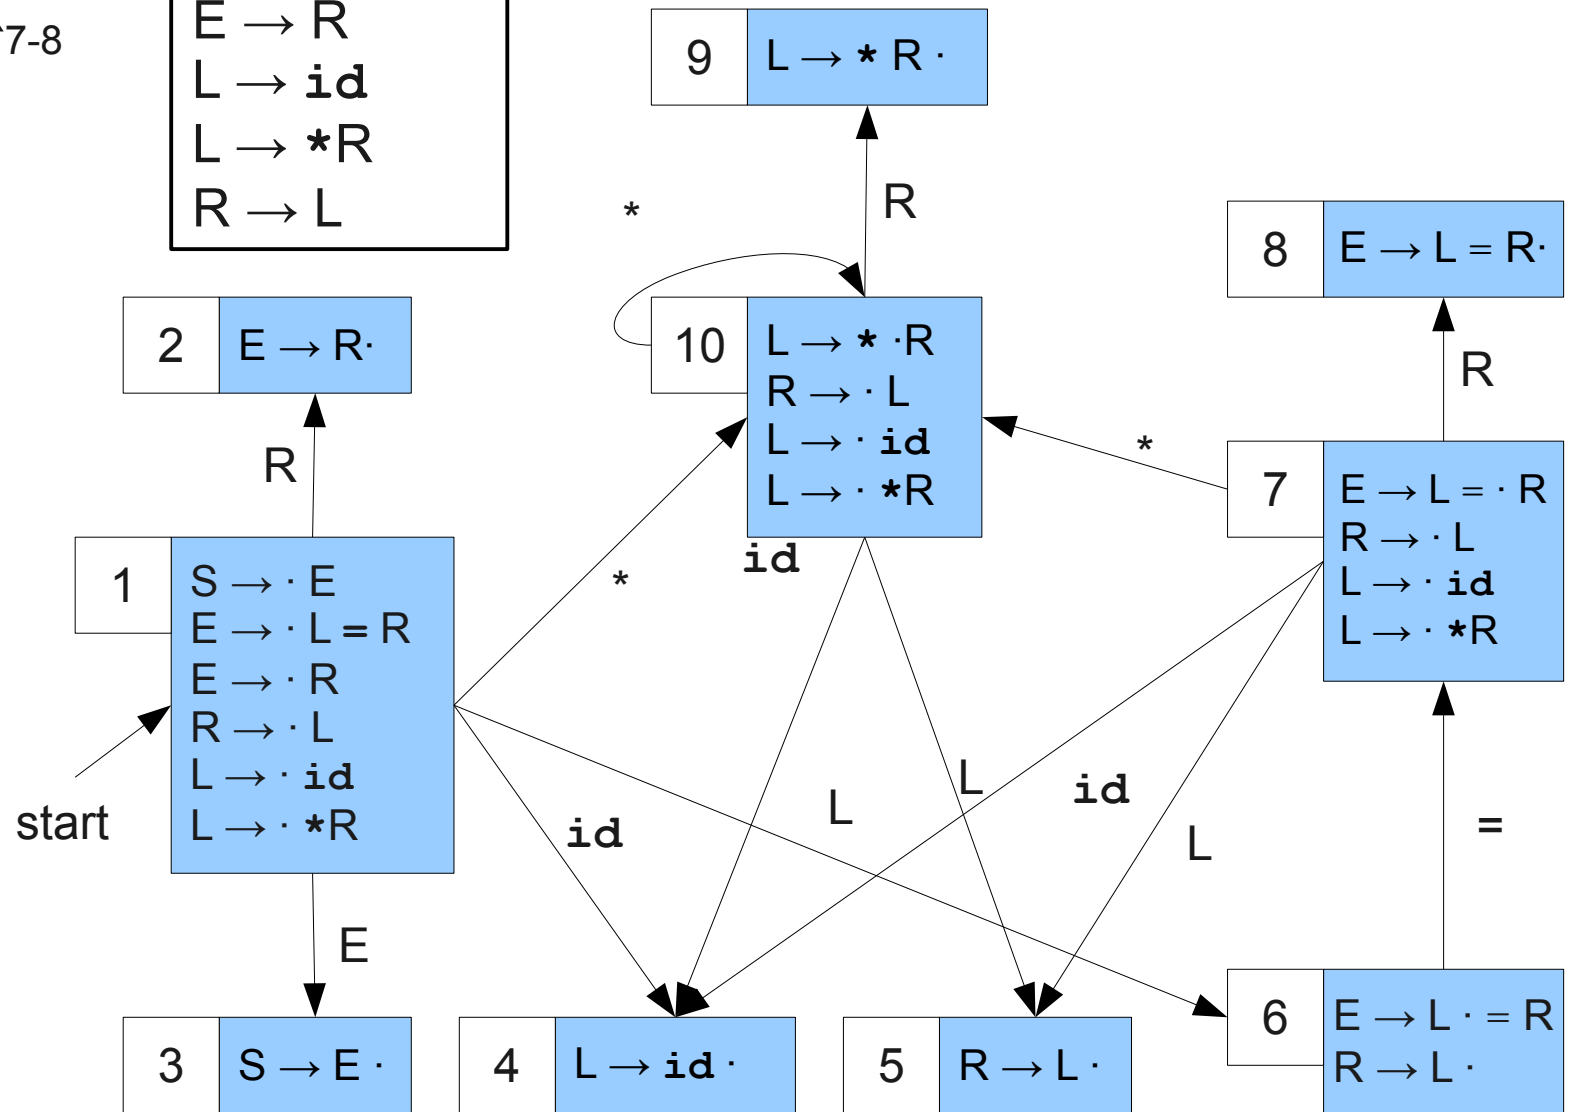 7-8
E → R
L → id
L → *R
R → L
9
L → * R ·
R
*
8
E → L = R·
2
E → R·
10
L → * ·R
R → · L
L → · id
L → · *R
R
R
*
7
E → L = · R
R → · L
L → · id
L → · *R
id
*
1
S → · E
E → · L = R
E → · R
R → · L
L → · id
L → · *R
start
id
L
L
id
L
=
E
3
S → E ·
4
L → id ·
5
R → L ·
6
E → L · = R
R → L ·